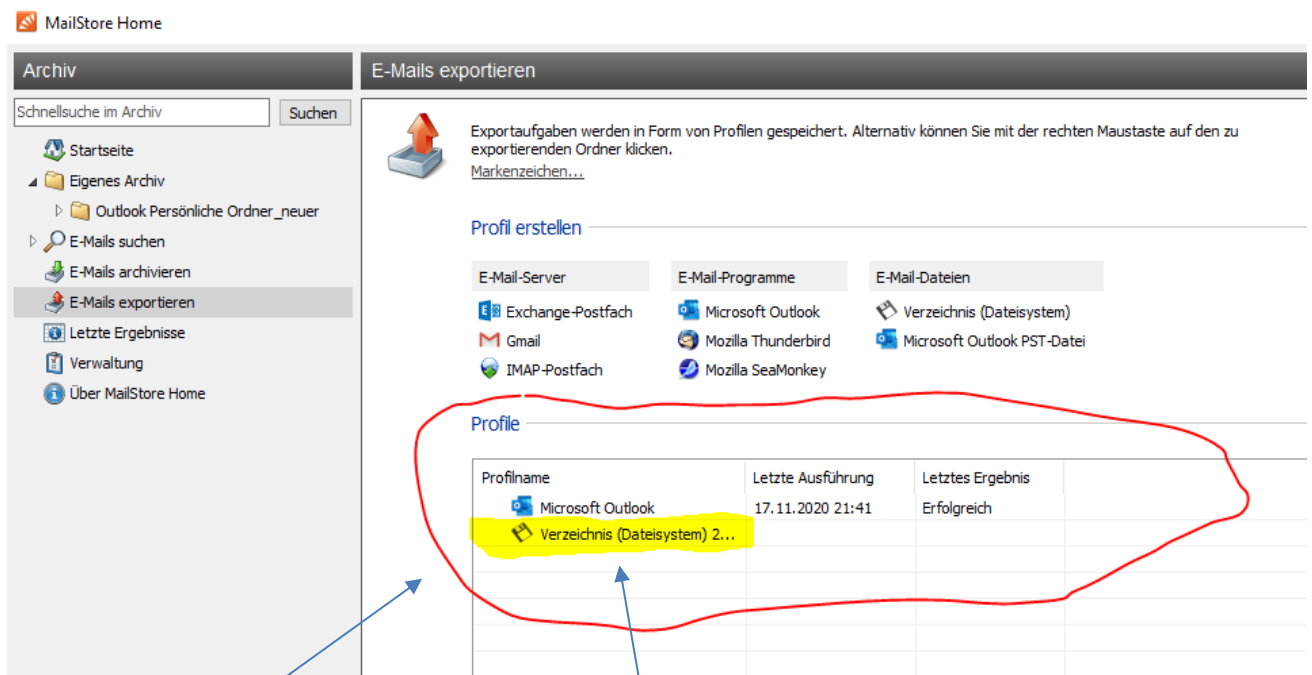 MailStore Home
Archiv
Schnellsuche im Archiv
Suchen
Startseite
Eigenes Archiv
Outlook Persönliche Ordner_neuer
E-Mails suchen
E-Mails archivieren
E-Mails exportieren
Letzte Ergebnisse
Verwaltung
Über MailStore Home
E-Mails exportieren
Exportaufgaben werden in Form von Profilen gespeichert. Alternativ können Sie mit der rechten Maustaste auf den zu
exportierenden Ordner klicken.
Markenzeichen...
Profil erstellen
E-Mail-Server E-Mail-Programme E-Mail-Dateien
Exchange-Postfach Microsoft Outlook Verzeichnis (Dateisystem)
Gmail Mozilla Thunderbird Microsoft Outlook PST-Datei
IMAP-Postfach Mozilla SeaMonkey
Profile
Profilname Letzte Ausführung Letztes Ergebnis
Microsoft Outlook 17.11.2020 21:41 Erfolgreich
Verzeichnis (Dateisystem) 2...